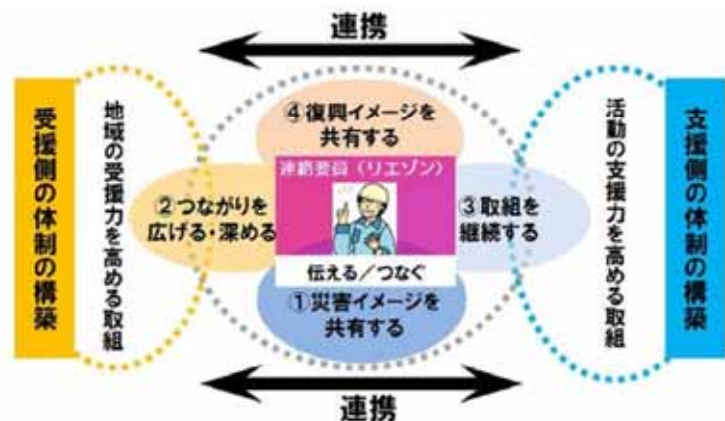 連携
受援側の体制の構築
地域の受援力を高める取組
④復興イメージを
共有する
連絡要員（リエゾン）
②つながりを
広げる・深める
③取組を
継続する
伝える／つなぐ
①災害イメージを
共有する
活動の支援力を高める取組
支援側の体制の構築
連携